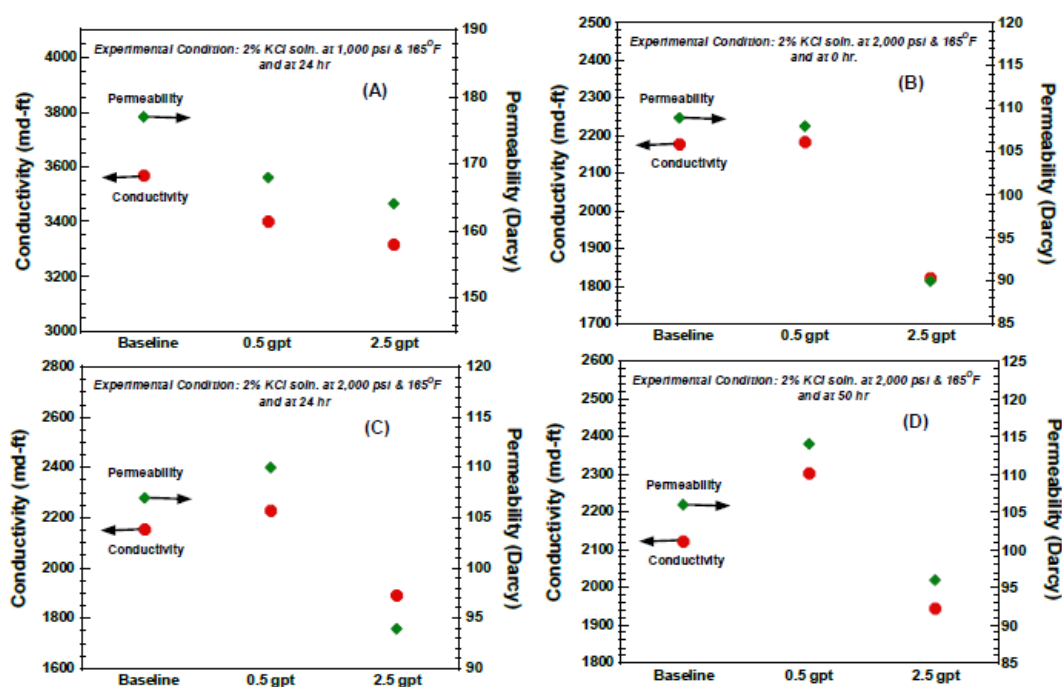 Experimental Condition: 2% KCl soln. at 1,000 psi & 165°F
and at 24 hr
(A)
Permeability
Conductivity
Conductivity (md-ft)
4000
3800
3600
3400
3200
3000
Permeability (Darcy)
190
180
170
160
150
Baseline
0.5 gpt
2.5 gpt
Experimental Condition: 2% KCl soln. at 2,000 psi & 165°F
and at 0 hr.
(B)
Permeability
Conductivity
Conductivity (md-ft)
2500
2400
2300
2200
2100
2000
1900
1800
1700
Permeability (Darcy)
120
115
110
105
100
95
90
85
Baseline
0.5 gpt
2.5 gpt
Experimental Condition: 2% KCl soln. at 2,000 psi & 165°F
and at 24 hr
(C)
Permeability
Conductivity
Conductivity (md-ft)
2800
2600
2400
2200
2000
1800
1600
Permeability (Darcy)
120
115
110
105
100
95
90
Baseline
0.5 gpt
2.5 gpt
Experimental Condition: 2% KCl soln. at 2,000 psi & 165°F
and at 50 hr
(D)
Permeability
Conductivity
Conductivity (md-ft)
2600
2500
2400
2300
2200
2100
2000
1900
1800
Permeability (Darcy)
125
120
115
110
105
100
95
90
85
Baseline
0.5 gpt
2.5 gpt